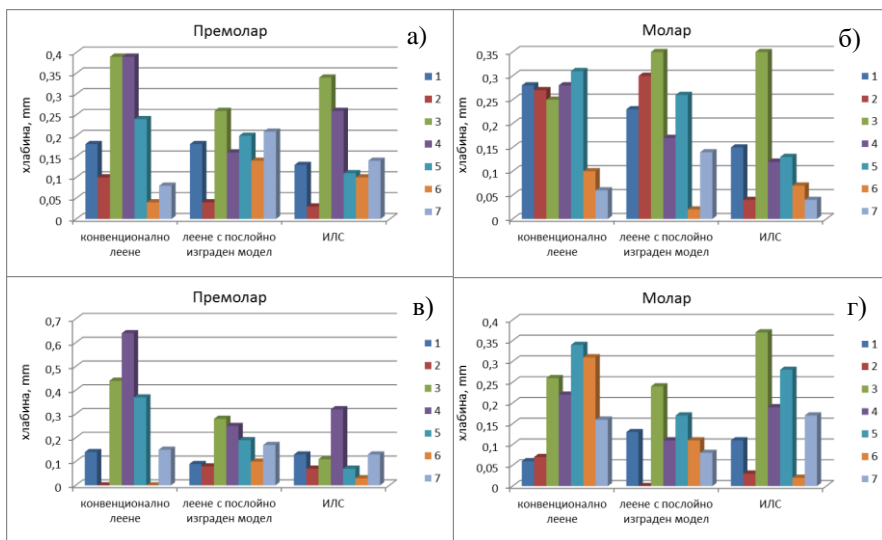 Премолар
а)
хлабина, mm
0,4
0,35
0,3
0,25
0,2
0,15
0,1
0,05
0
конвенционално леене
леене с послойно изграден модел
ИЛС
1
2
3
4
5
6
7
Молар
б)
хлабина, mm
0,35
0,3
0,25
0,2
0,15
0,1
0,05
0
конвенционално леене
леене с послойно изграден модел
ИЛС
1
2
3
4
5
6
7
Премолар
в)
хлабина, mm
0,7
0,6
0,5
0,4
0,3
0,2
0,1
0
конвенционално леене
леене с послойно изграден модел
ИЛС
1
2
3
4
5
6
7
Молар
г)
хлабина, mm
0,4
0,35
0,3
0,25
0,2
0,15
0,1
0,05
0
конвенционално леене
леене с послойно изграден модел
ИЛС
1
2
3
4
5
6
7